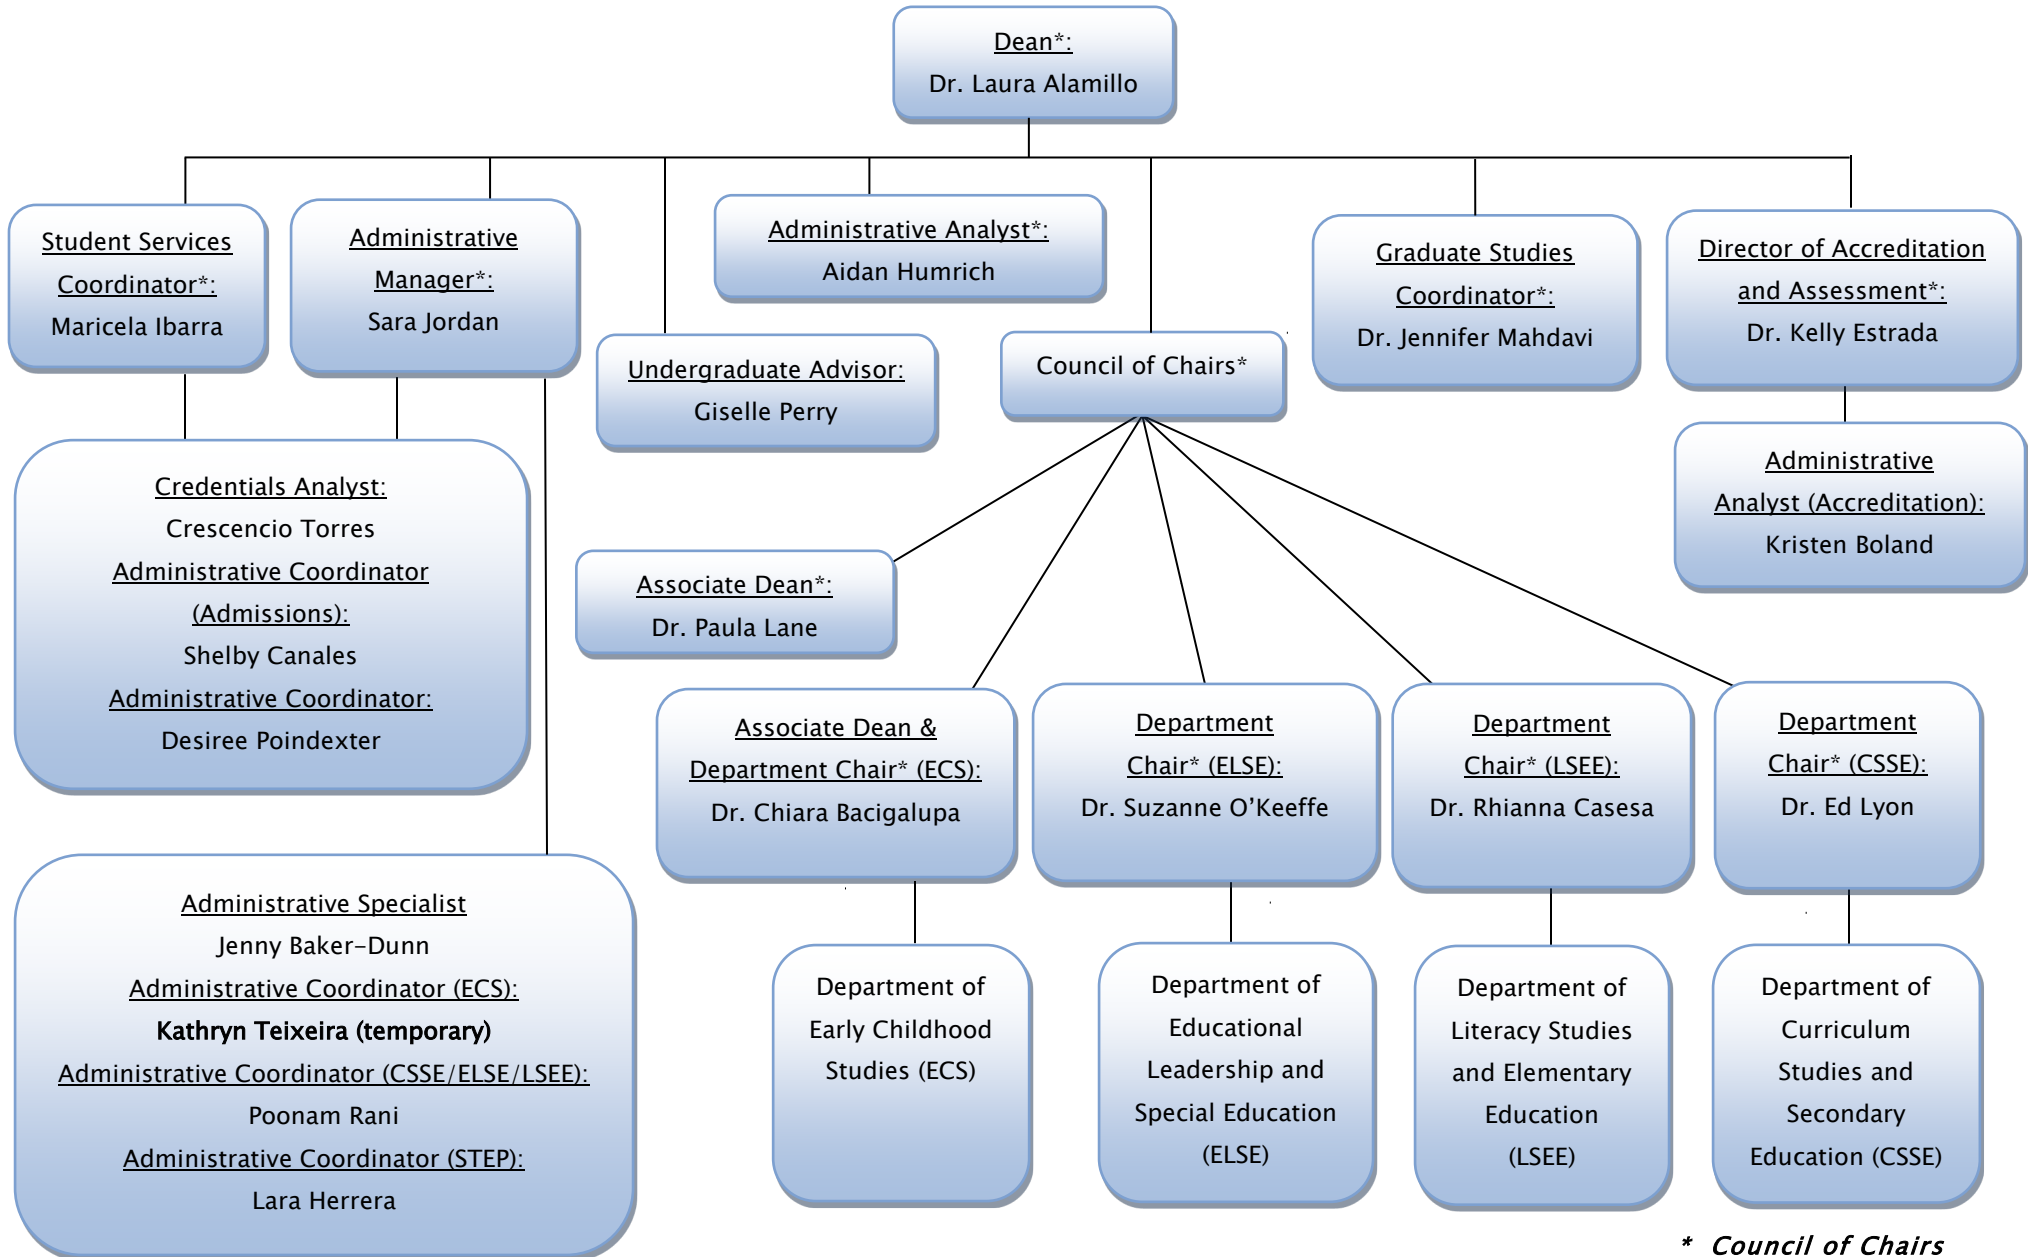 Dean*:
Dr. Laura Alamillo
Student Services
Coordinator*:
Maricela Ibarra
Administrative
Manager*:
Sara Jordan
Undergraduate Advisor:
Giselle Perry
Administrative Analyst*:
Aidan Humrich
Council of Chairs*
Graduate Studies
Coordinator*:
Dr. Jennifer Mahdavi
Director of Accreditation
and Assessment*:
Dr. Kelly Estrada
Administrative
Analyst (Accreditation):
Kristen Boland
Credentials Analyst:
Crescencio Torres
Administrative Coordinator
(Admissions):
Shelby Canales
Administrative Coordinator:
Desiree Poindexter
Associate Dean*:
Dr. Paula Lane
Associate Dean &
Department Chair* (ECS):
Dr. Chiara Bacigalupa
Department
Chair* (ELSE):
Dr. Suzanne O’Keeffe
Department
Chair* (LSEE):
Dr. Rhianna Casesa
Department
Chair* (CSSE):
Dr. Ed Lyon
Administrative Specialist
Jenny Baker-Dunn
Administrative Coordinator (ECS):
Kathryn Teixeira (temporary)
Administrative Coordinator (CSSE/ELSE/LSEE):
Poonam Rani
Administrative Coordinator (STEP):
Lara Herrera
Department of
Early Childhood
Studies (ECS)
Department of
Educational
Leadership and
Special Education
(ELSE)
Department of
Literacy Studies
and Elementary
Education
(LSEE)
Department of
Curriculum
Studies and
Secondary
Education (CSSE)
* Council of Chairs